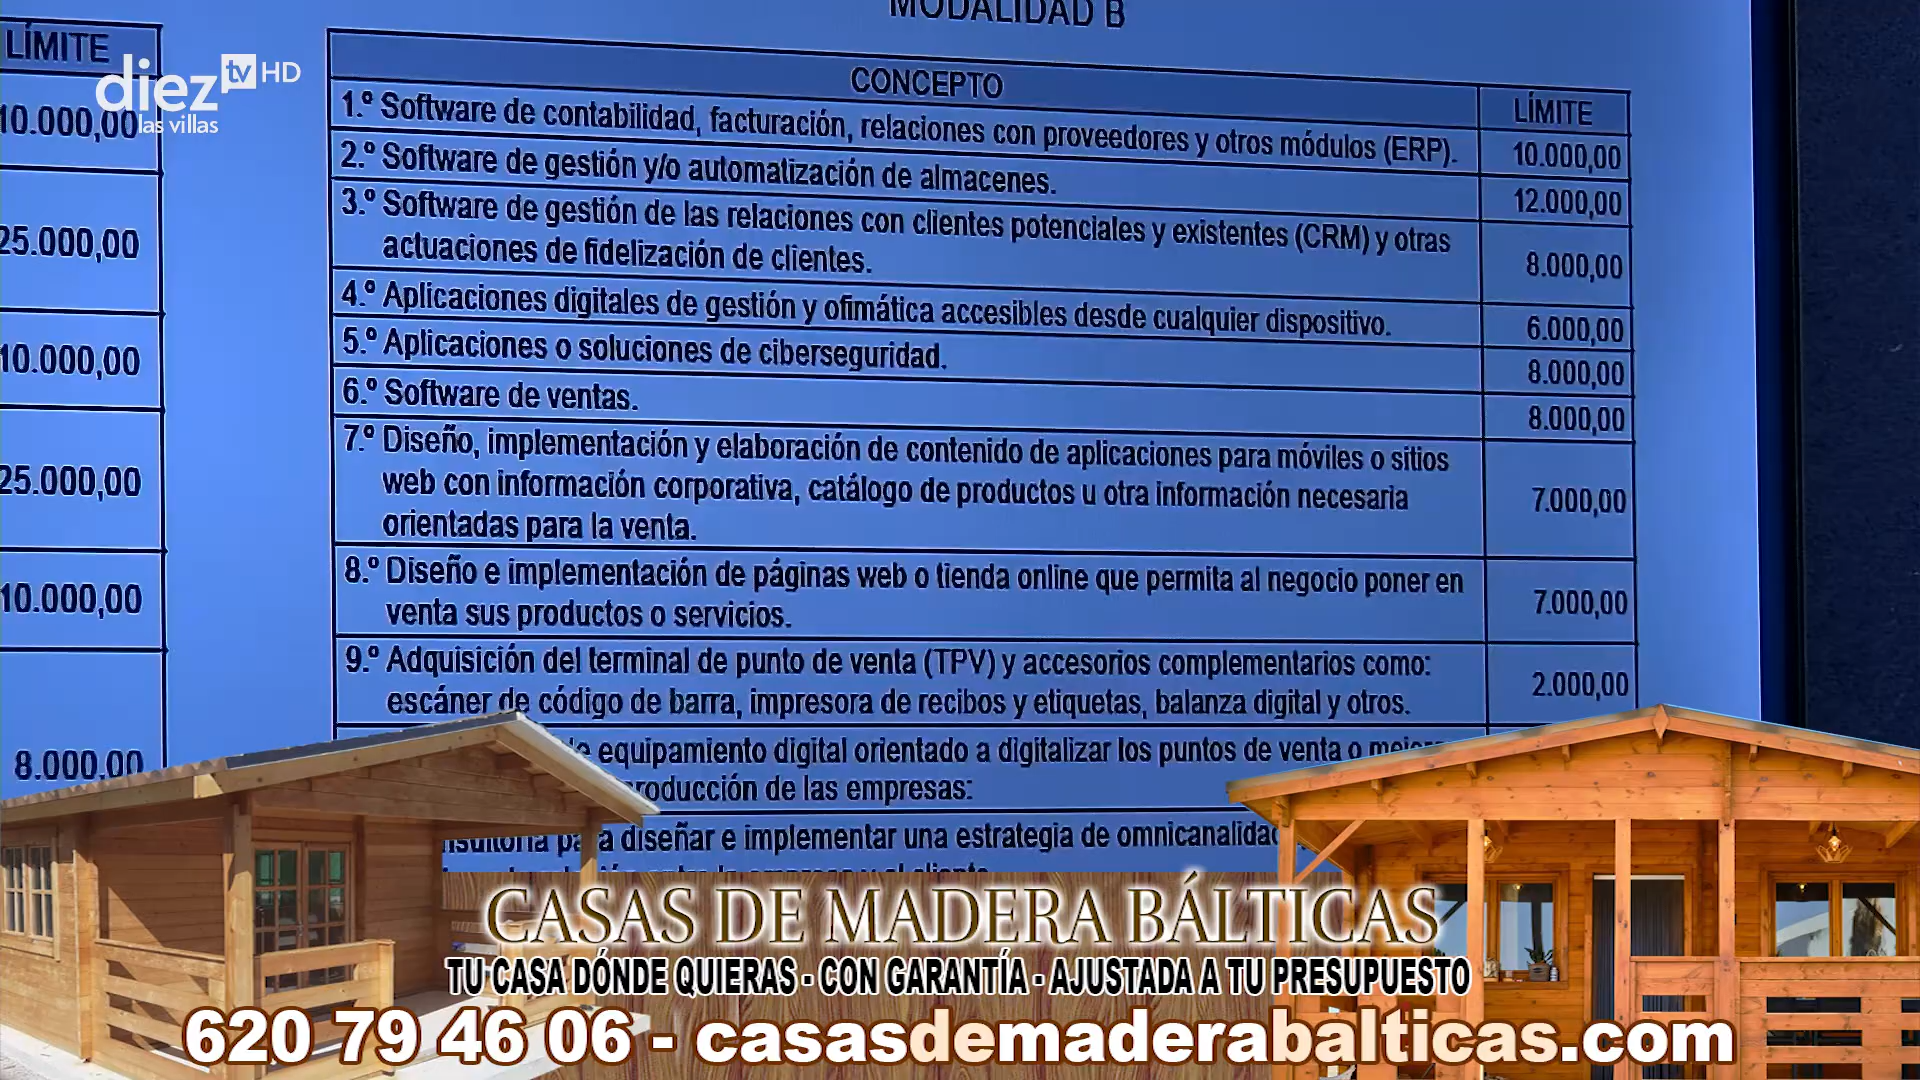 MODALIDAD B
LÍMITE
10.000,00
25.000,00
10.000,00
25.000,00
10.000,00
8.000,00
diez tv HD
las villas
CONCEPTO
LÍMITE
1.º Software de contabilidad, facturación, relaciones con proveedores y otros módulos (ERP).
10.000,00
2.º Software de gestión y/o automatización de almacenes.
12.000,00
3.º Software de gestión de las relaciones con clientes potenciales y existentes (CRM) y otras
actuaciones de fidelización de clientes.
8.000,00
4.º Aplicaciones digitales de gestión y ofimática accesibles desde cualquier dispositivo.
6.000,00
5.º Aplicaciones o soluciones de ciberseguridad.
8.000,00
6.º Software de ventas.
8.000,00
7.º Diseño, implementación y elaboración de contenido de aplicaciones para móviles o sitios
web con información corporativa, catálogo de productos u otra información necesaria
orientadas para la venta.
7.000,00
8.º Diseño e implementación de páginas web o tienda online que permita al negocio poner en
venta sus productos o servicios.
7.000,00
9.º Adquisición del terminal de punto de venta (TPV) y accesorios complementarios como:
escáner de código de barra, impresora de recibos y etiquetas, balanza digital y otros.
2.000,00
equipamiento digital orientado a digitalizar los puntos de venta o
de las empresas:
para diseñar e implementar una estrategia de
CASAS DE MADERA BÁLTICAS
TU CASA DÓNDE QUIERAS - CON GARANTÍA - AJUSTADA A TU PRESUPUESTO
620 79 46 06 - casasdemaderabalticas.com